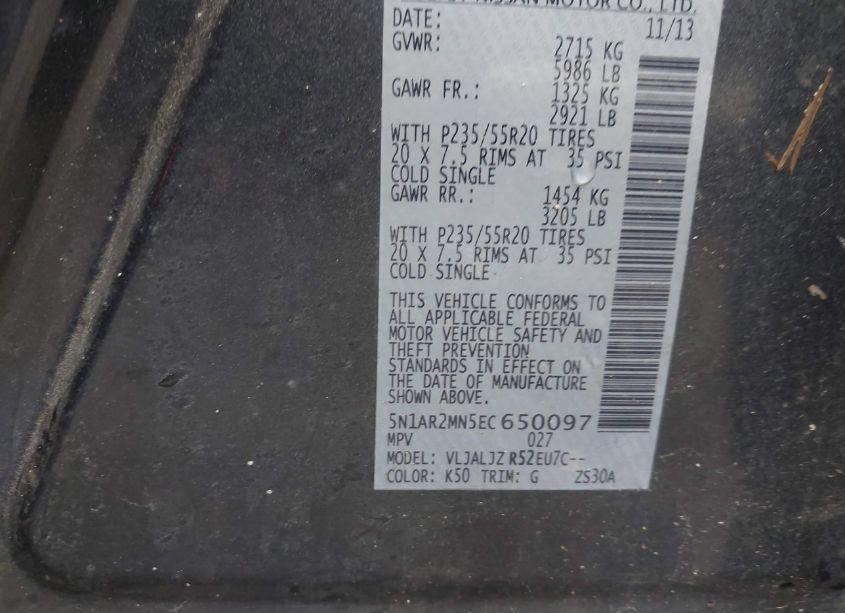 NISSAN MOTOR CO., LTD.
DATE: 11/13
GVWR: 2715 KG
5986 LB
GAWR FR.: 1325 KG
2921 LB
WITH P235/55R20 TIRES
20 X 7.5 RIMS AT 35 PSI
COLD SINGLE
GAWR RR.: 1454 KG
3205 LB
WITH P235/55R20 TIRES
20 X 7.5 RIMS AT 35 PSI
COLD SINGLE
THIS VEHICLE CONFORMS TO
ALL APPLICABLE FEDERAL
MOTOR VEHICLE SAFETY AND
THEFT PREVENTION
STANDARDS IN EFFECT ON
THE DATE OF MANUFACTURE
SHOWN ABOVE.
5N1AR2MN5EC650097
MPV 027
MODEL: VLJALJZ R52EU7C--
COLOR: K50 TRIM: G ZS30A